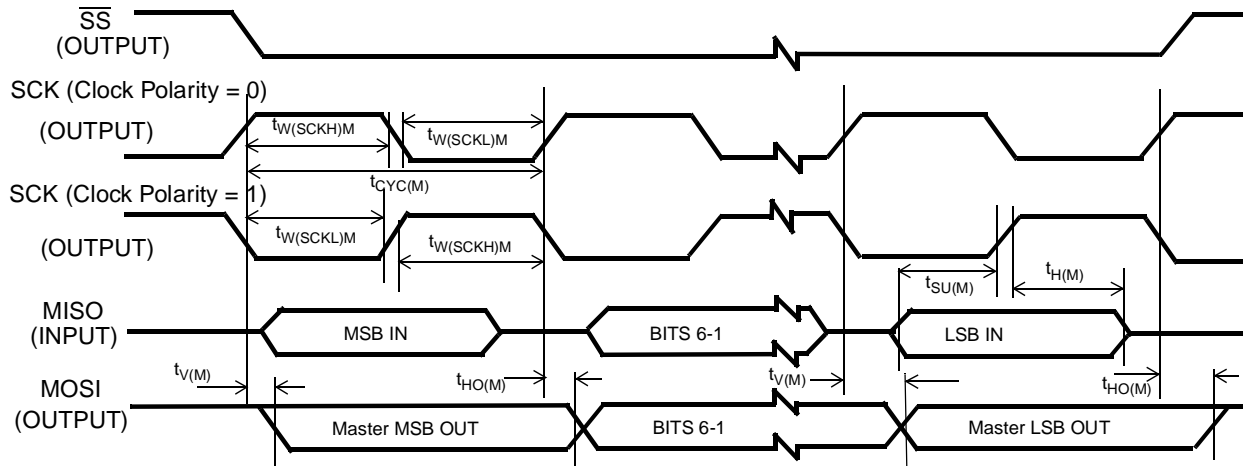 SS
(OUTPUT)
SCK (Clock Polarity = 0)
(OUTPUT)
tW(SCKH)M
tW(SCKL)M
tCYC(M)
SCK (Clock Polarity = 1)
(OUTPUT)
tW(SCKL)M
tW(SCKH)M
tSU(M)
tH(M)
MISO
(INPUT)
MSB IN
BITS 6-1
LSB IN
tV(M)
tHO(M)
tV(M)
tHO(M)
MOSI
(OUTPUT)
Master MSB OUT
BITS 6-1
Master LSB OUT